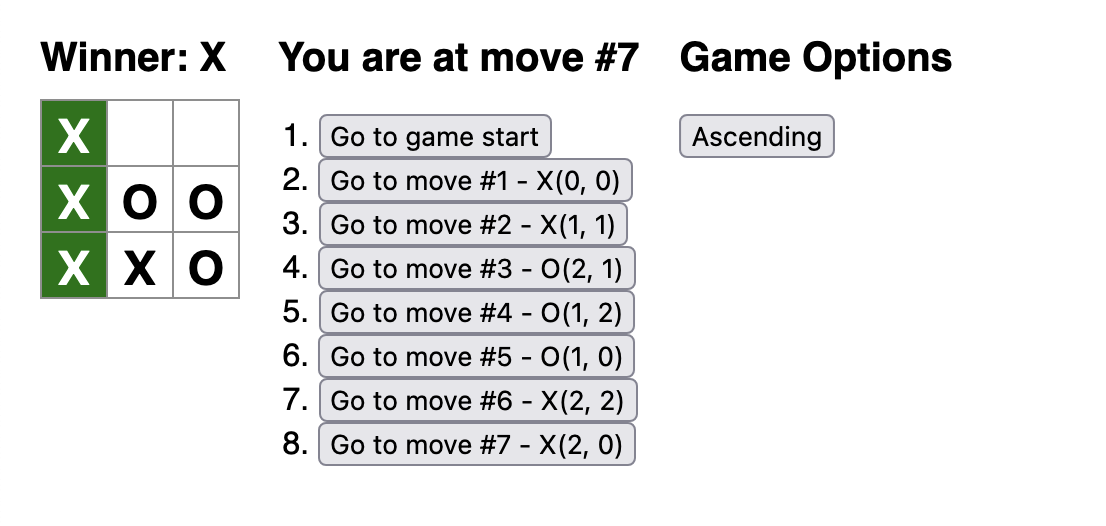 Winner: X
X
X O O
X X O
You are at move #7
1. Go to game start
2. Go to move #1 - X(0, 0)
3. Go to move #2 - X(1, 1)
4. Go to move #3 - O(2, 1)
5. Go to move #4 - O(1, 2)
6. Go to move #5 - O(1, 0)
7. Go to move #6 - X(2, 2)
8. Go to move #7 - X(2, 0)
Game Options
Ascending